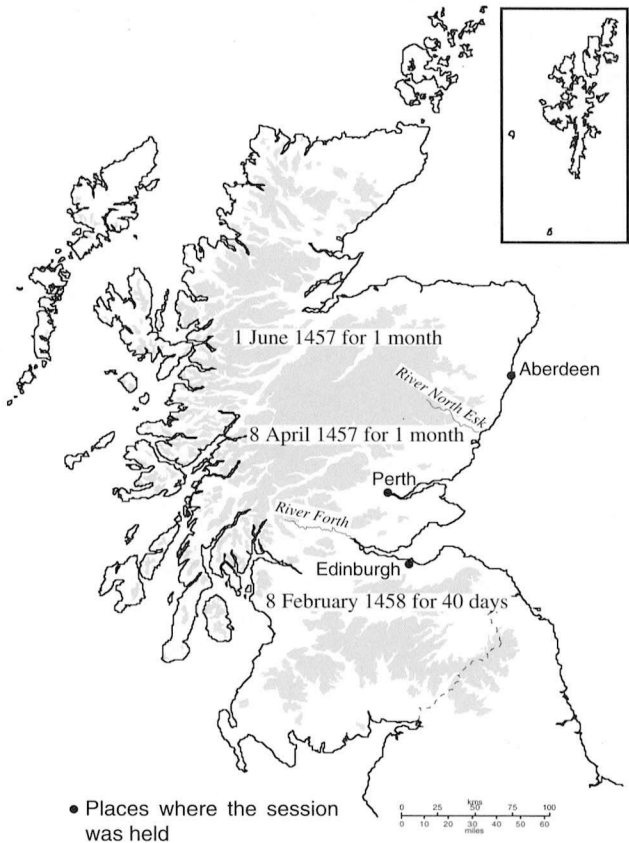 1 June 1457 for 1 month
Aberdeen
River North Esk
8 April 1457 for 1 month
Perth
River Forth
Edinburgh
8 February 1458 for 40 days
• Places where the session
was held
kms
0 25 50 75 100
0 10 20 30 40 50 60
miles